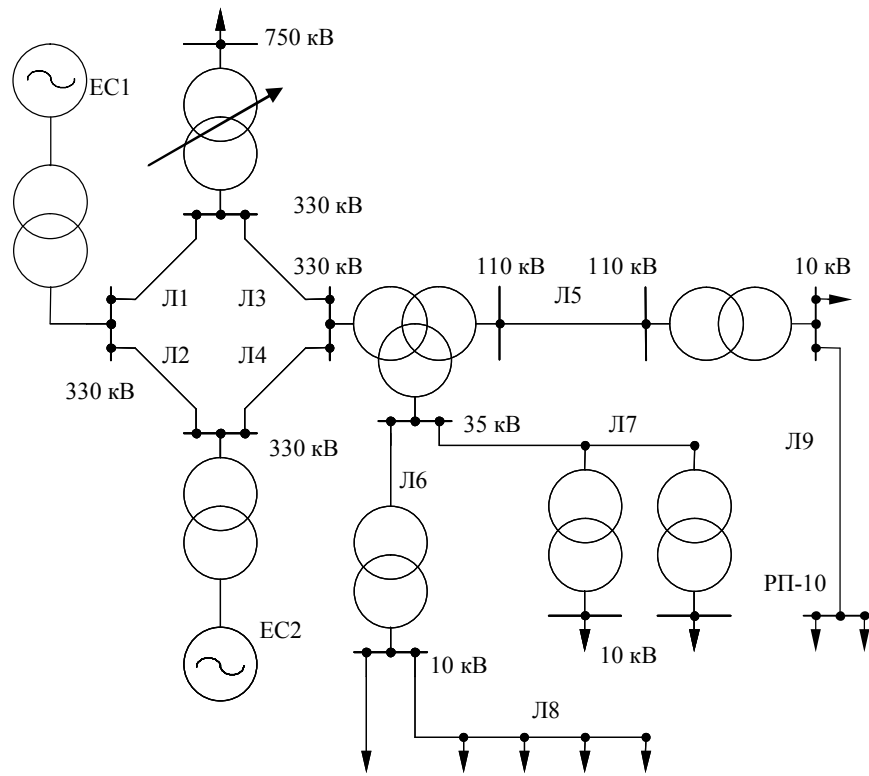 750 кВ
ЕС1
330 кВ
330 кВ
110 кВ
110 кВ
10 кВ
Л1
Л3
Л5
Л2
Л4
330 кВ
35 кВ
Л7
330 кВ
Л9
Л6
РП-10
ЕС2
10 кВ
10 кВ
Л8